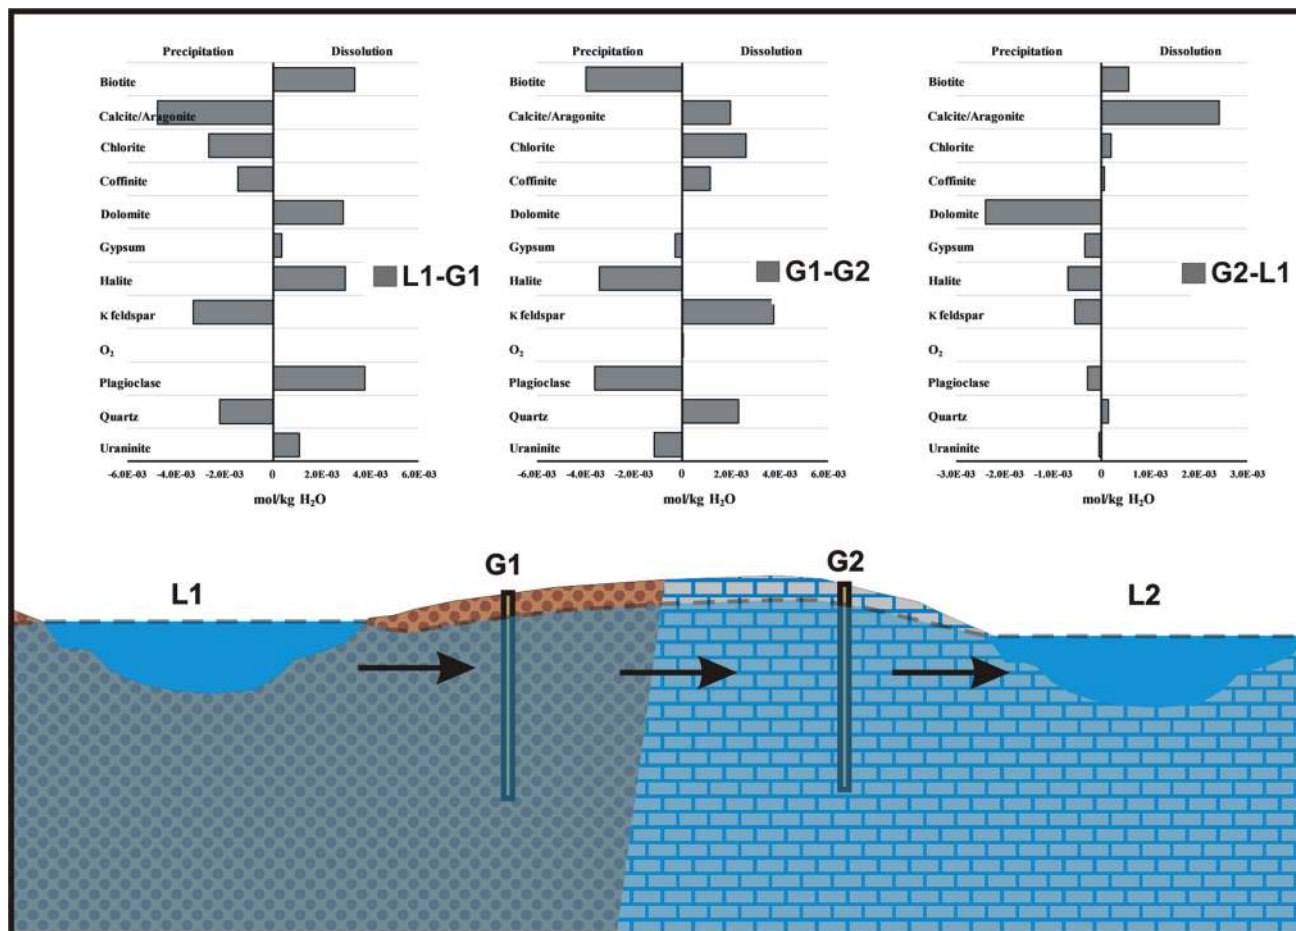 Precipitation Dissolution
Biotite
Calcite/Aragonite
Chlorite
Coffinite
Dolomite
Gypsum
Halite
K feldspar
O₂
Plagioclase
Quartz
Uraninite
L1-G1
-6.0E-03 -4.0E-03 -2.0E-03 0 2.0E-03 4.0E-03 6.0E-03
mol/kg H₂O
Precipitation Dissolution
Biotite
Calcite/Aragonite
Chlorite
Coffinite
Dolomite
Gypsum
Halite
K feldspar
O₂
Plagioclase
Quartz
Uraninite
G1-G2
-6.0E-03 -4.0E-03 -2.0E-03 0 2.0E-03 4.0E-03 6.0E-03
mol/kg H₂O
Precipitation Dissolution
Biotite
Calcite/Aragonite
Chlorite
Coffinite
Dolomite
Gypsum
Halite
K feldspar
O₂
Plagioclase
Quartz
Uraninite
G2-L1
-3.0E-03 -2.0E-03 -1.0E-03 0 1.0E-03 2.0E-03 3.0E-03
mol/kg H₂O
L1
G1
G2
L2